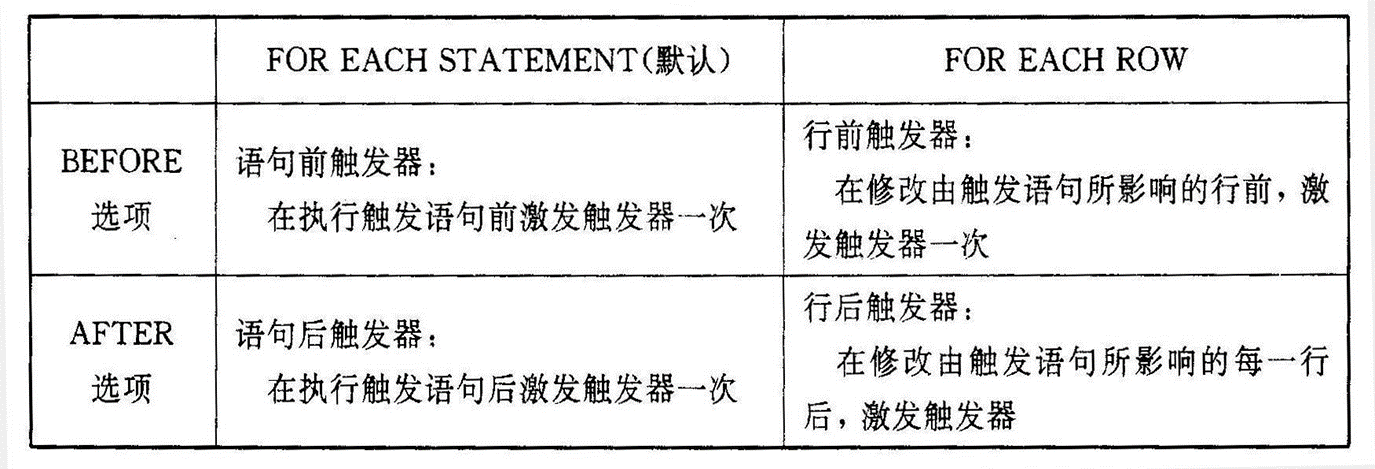 FOR EACH STATEMENT(默认)
FOR EACH ROW
BEFORE
选项
语句前触发器:
在执行触发语句前激发触发器一次
行前触发器:
在修改由触发语句所影响的行前,激
发触发器一次
AFTER
选项
语句后触发器:
在执行触发语句后激发触发器一次
行后触发器:
在修改由触发语句所影响的每一行
后,激发触发器